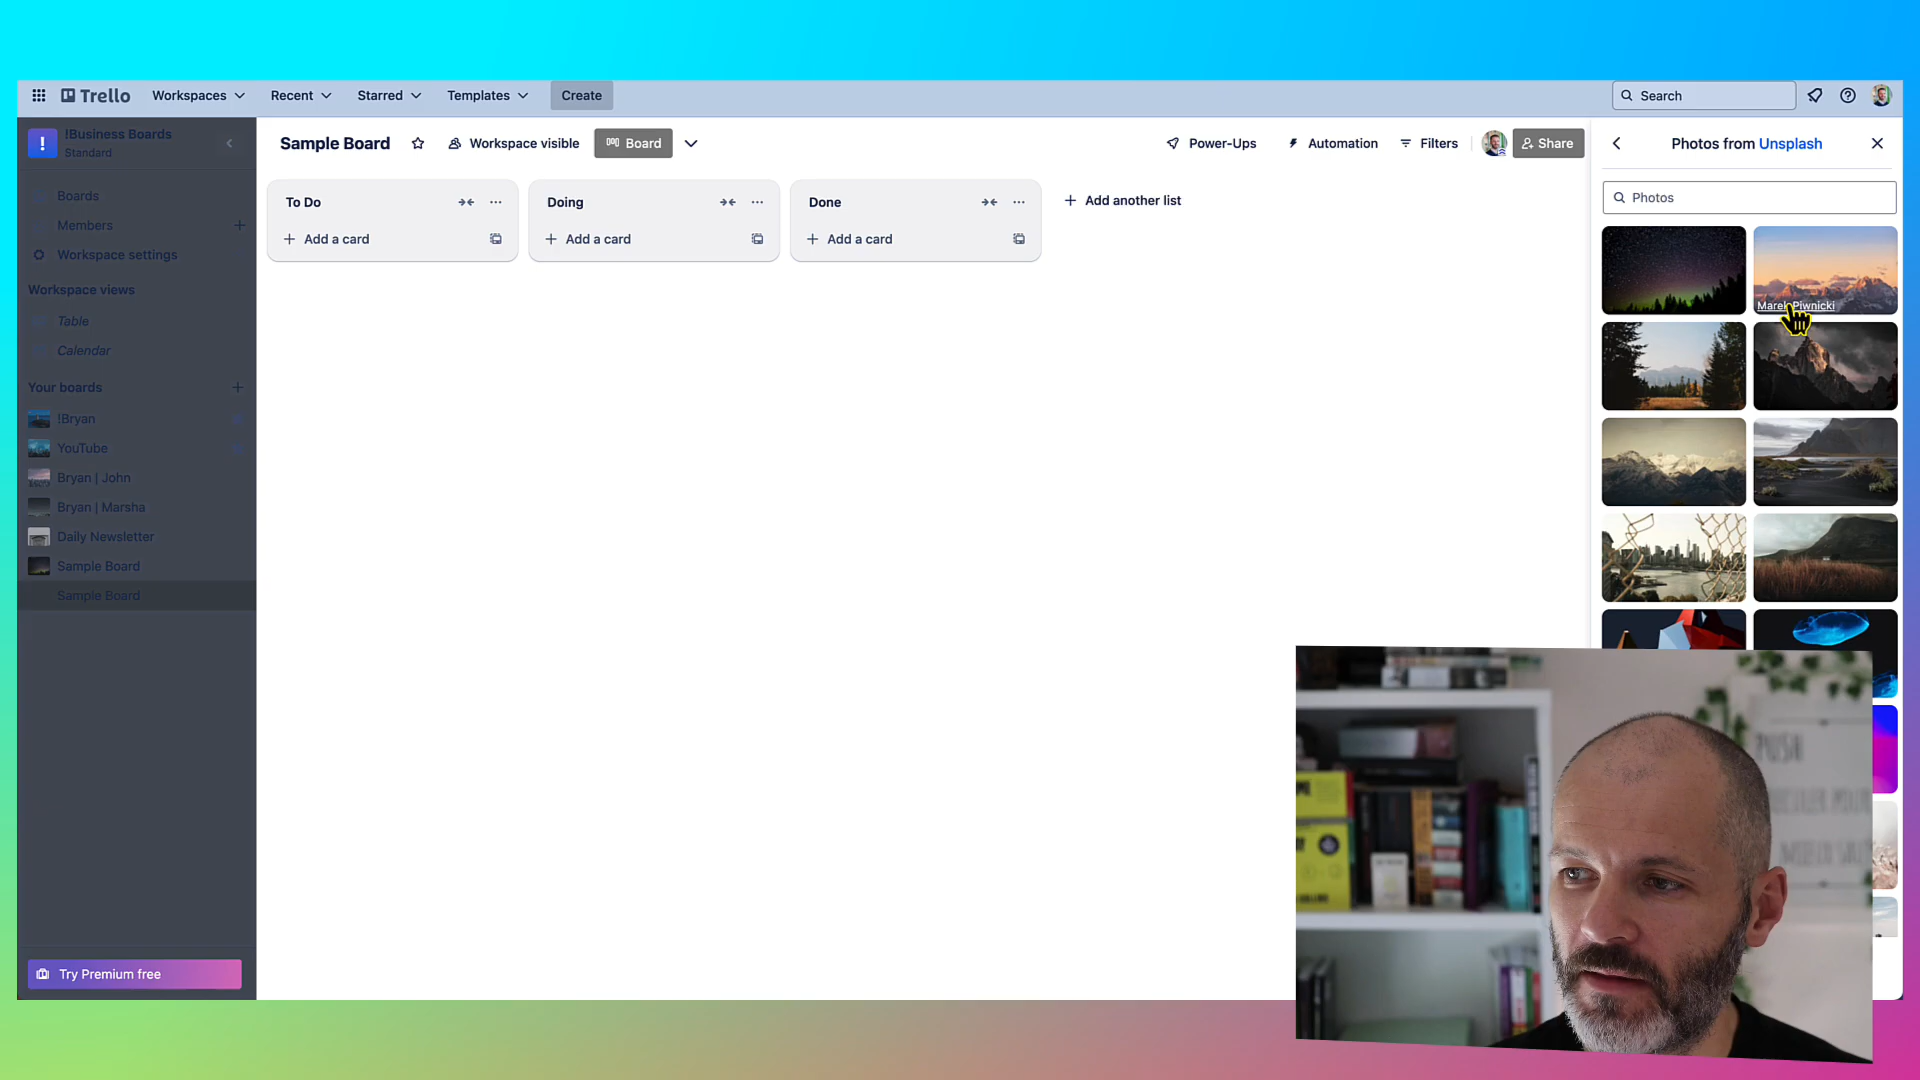 Trello
Workspaces
Recent
Starred
Templates
Create
Search
!
!Business Boards
Standard
Boards
Members
Workspace settings
Workspace views
Table
Calendar
Your boards
!Bryan
YouTube
Bryan | John
Bryan | Marsha
Daily Newsletter
Sample Board
Sample Board
Try Premium free
Sample Board
Workspace visible
Board
Power-Ups
Automation
Filters
Share
To Do
Add a card
Doing
Add a card
Done
Add a card
Add another list
Photos from Unsplash
Photos
Marek Piwnicki
PUSH